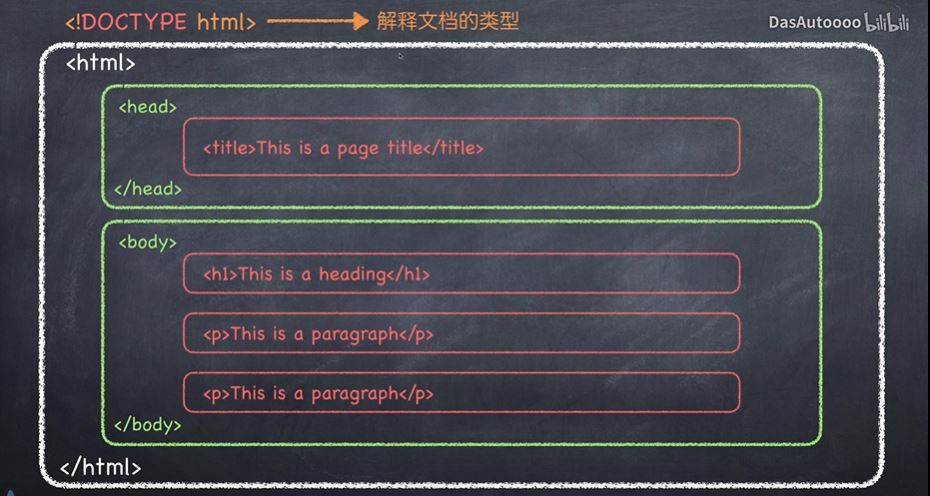 <!DOCTYPE html> 解释文档的类型
DasAutoooo bilibili
<html>
<head>
<title>This is a page title</title>
</head>
<body>
<h1>This is a heading</h1>
<p>This is a paragraph</p>
<p>This is a paragraph</p>
</body>
</html>